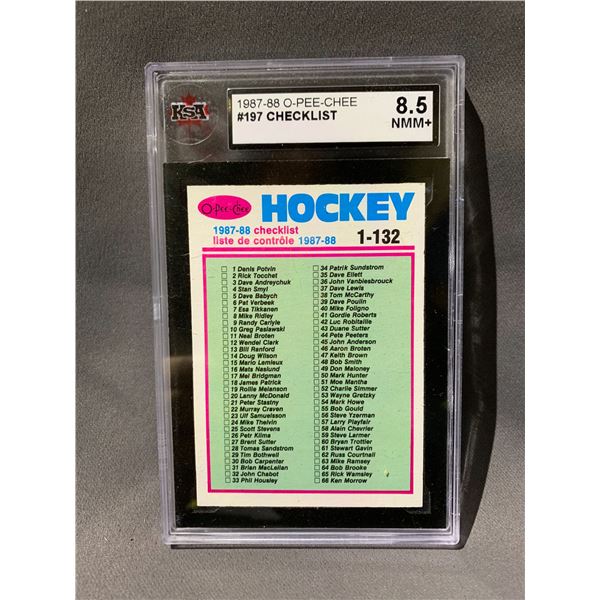 KSA
1987-88 O-PEE-CHEE
#197 CHECKLIST
8.5
NMM+
O-Pee-Chee
HOCKEY
1987-88 checklist
liste de contrôle 1987-88
1-132
1 Denis Potvin
2 Rick Tocchet
3 Dave Andreychuk
4 Stan Smyl
5 Dave Babych
6 Pat Verbeek
7 Esa Tikkanen
8 Mike Ridley
9 Randy Carlyle
10 Greg Paslawski
11 Neal Broten
12 Wendel Clark
13 Bill Ranford
14 Doug Wilson
15 Mario Lemieux
16 Mats Naslund
17 Mel Bridgman
18 James Patrick
19 Rollie Melanson
20 Lanny McDonald
21 Peter Stastny
22 Murray Craven
23 Ulf Samuelsson
24 Mike Thelvin
25 Scott Stevens
26 Petr Klima
27 Brent Sutter
28 Tomas Sandstrom
29 Tim Bothwell
30 Bob Carpenter
31 Brian MacLellan
32 John Chabot
33 Phil Housley
34 Patrik Sundstrom
35 Dave Ellett
36 John Vanbiesbrouck
37 Dave Lewis
38 Tom McCarthy
39 Dave Poulin
40 Mike Foligno
41 Gordie Roberts
42 Luc Robitaille
43 Duane Sutter
44 Pete Peeters
45 John Anderson
46 Aaron Broten
47 Keith Brown
48 Bob Smith
49 Don Maloney
50 Mark Hunter
51 Moe Mantha
52 Charlie Simmer
53 Wayne Gretzky
54 Mark Howe
55 Bob Gould
56 Steve Yzerman
57 Larry Playfair
58 Alain Chevrier
59 Steve Larmer
60 Bryan Trottier
61 Stewart Gavin
62 Russ Courtnall
63 Mike Ramsey
64 Bob Brooke
65 Rick Wamsley
66 Ken Morrow